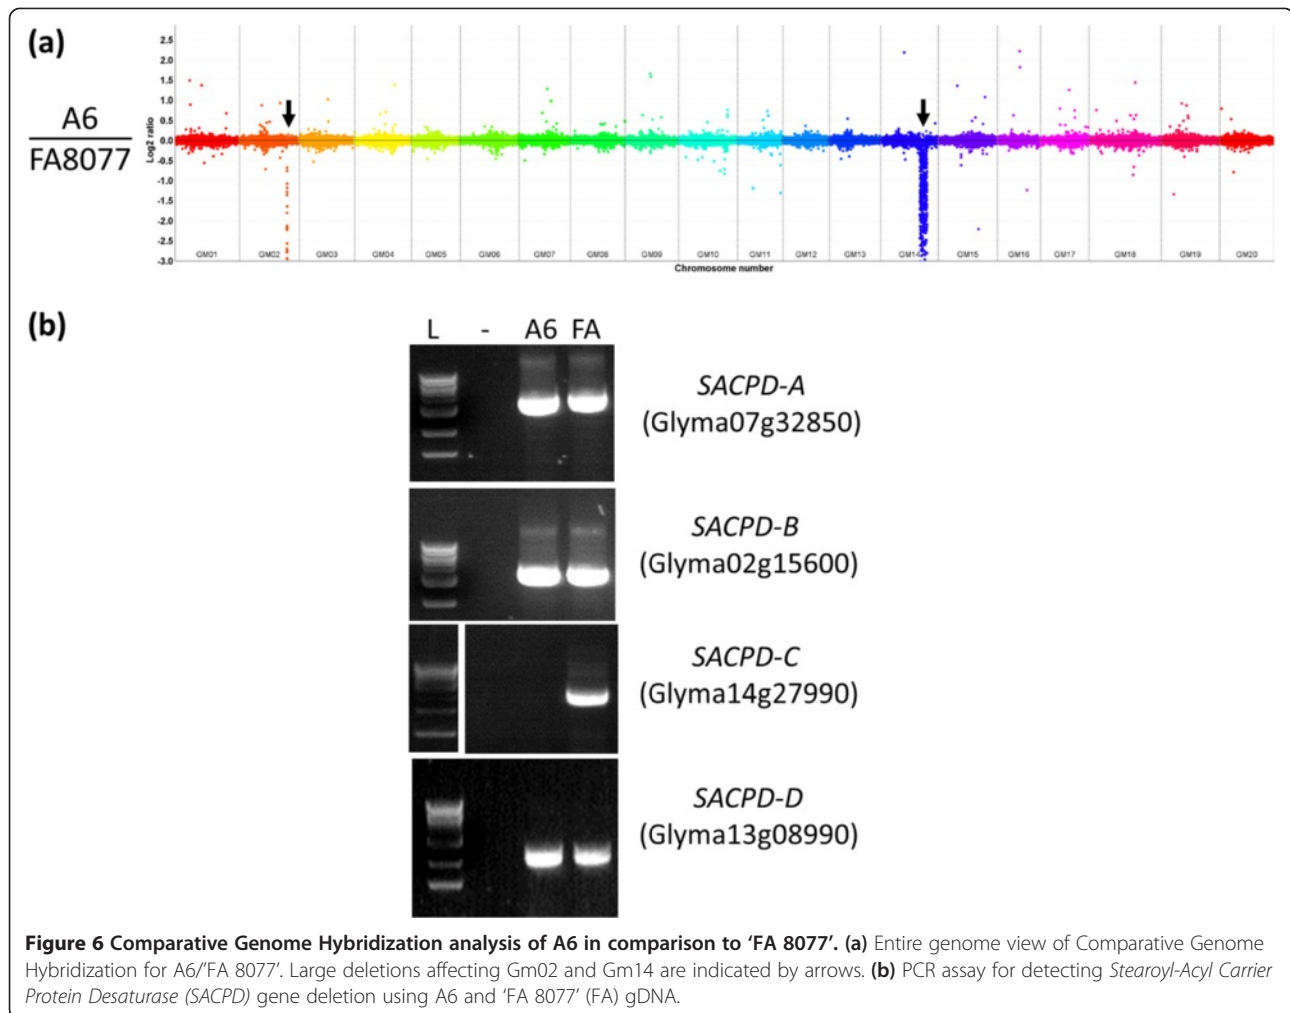 (a)
A6
FA8077
Log2 ratio
2.5
2.0
1.5
1.0
0.5
0.0
-0.5
-1.0
-1.5
-2.0
-2.5
-3.0
GM01 GM02 GM03 GM04 GM05 GM06 GM07 GM08 GM09 GM10 GM11 GM12 GM13 GM14 GM15 GM16 GM17 GM18 GM19 GM20
Chromosome number
(b)
L - A6 FA
SACPD-A
(Glyma07g32850)
SACPD-B
(Glyma02g15600)
SACPD-C
(Glyma14g27990)
SACPD-D
(Glyma13g08990)
Figure 6 Comparative Genome Hybridization analysis of A6 in comparison to ‘FA 8077’. (a) Entire genome view of Comparative Genome
Hybridization for A6/’FA 8077’. Large deletions affecting Gm02 and Gm14 are indicated by arrows. (b) PCR assay for detecting Stearoyl-Acyl Carrier
Protein Desaturase (SACPD) gene deletion using A6 and ‘FA 8077’ (FA) gDNA.